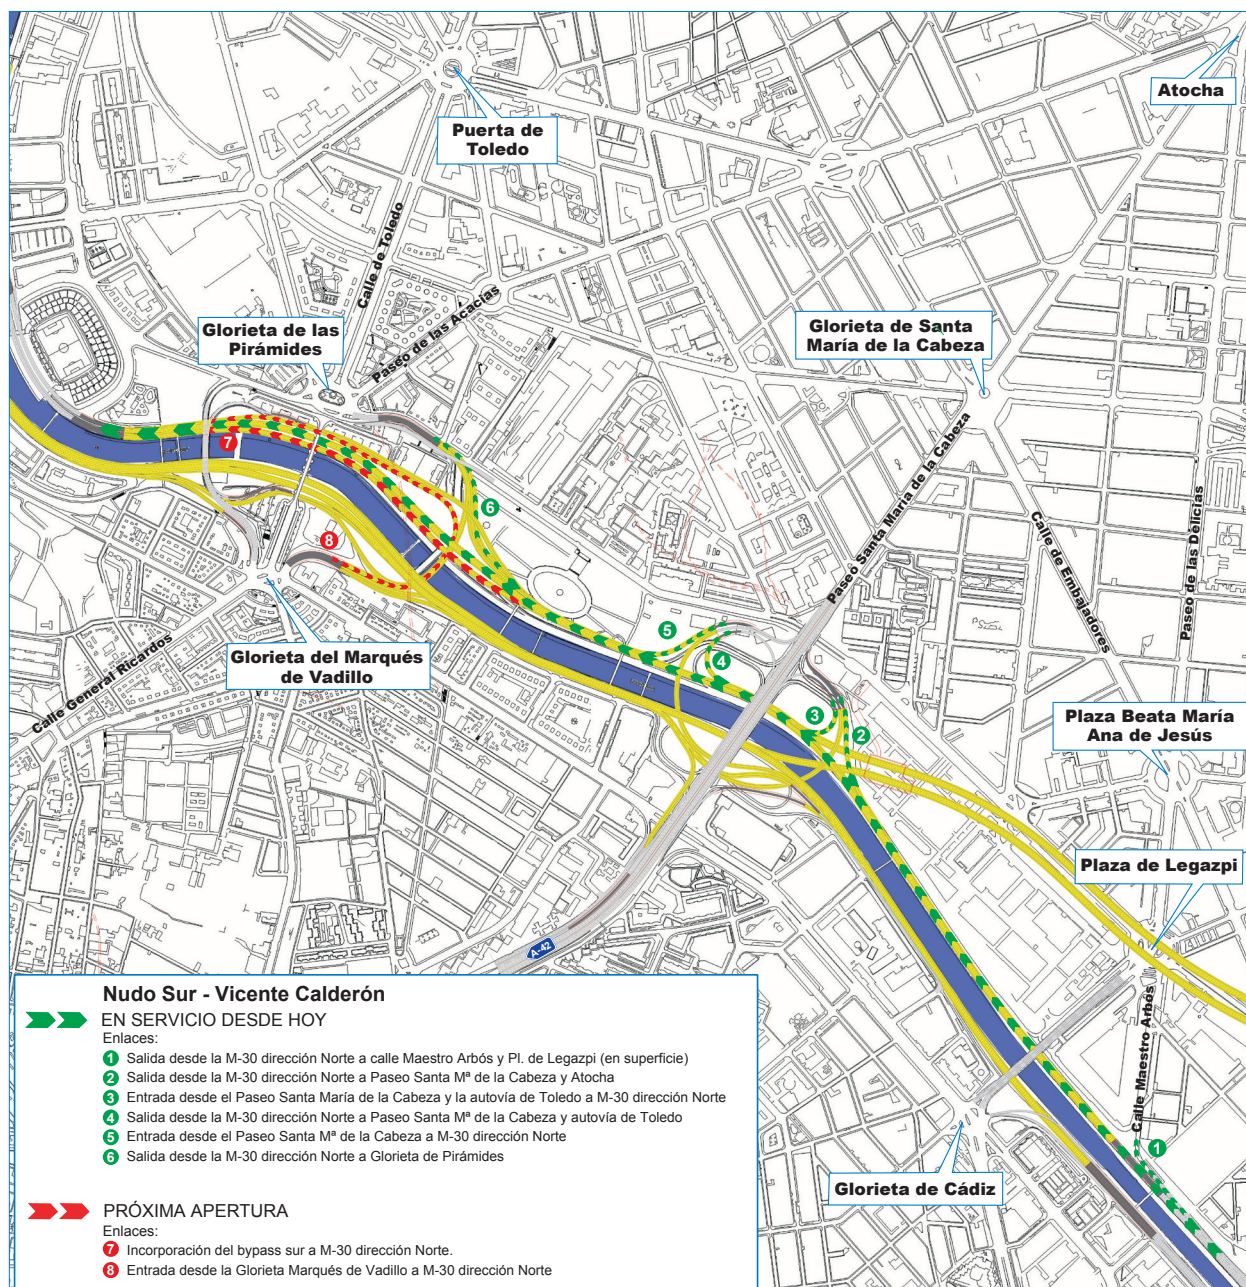 Atocha
Puerta de
Toledo
Calle de Toledo
Paseo de las Acacias
Glorieta de las
Pirámides
Glorieta de Santa
María de la Cabeza
Paseo Santa María de la Cabeza
Calle de Embajadores
Paseo de las Delicias
7
6
8
5
4
3
2
Glorieta del Marqués
de Vadillo
Calle General Ricardos
Plaza Beata María
Ana de Jesús
Plaza de Legazpi
A-42
Calle Maestro Arbós
1
Glorieta de Cádiz
Nudo Sur - Vicente Calderón
EN SERVICIO DESDE HOY
Enlaces:
1 Salida desde la M-30 dirección Norte a calle Maestro Arbós y Pl. de Legazpi (en superficie)
2 Salida desde la M-30 dirección Norte a Paseo Santa Mª de la Cabeza y Atocha
3 Entrada desde el Paseo Santa María de la Cabeza y la autovía de Toledo a M-30 dirección Norte
4 Salida desde la M-30 dirección Norte a Peseo Santa Mª de la Cabeza y autovía de Toledo
5 Entrada desde el Paseo Santa Mª de la Cabeza a M-30 dirección Norte
6 Salida desde la M-30 dirección Norte a Glorieta de Pirámides
PRÓXIMA APERTURA
Enlaces:
7 Incorporación del bypass sur a M-30 dirección Norte.
8 Entrada desde la Glorieta Marqués de Vadillo a M-30 dirección Norte